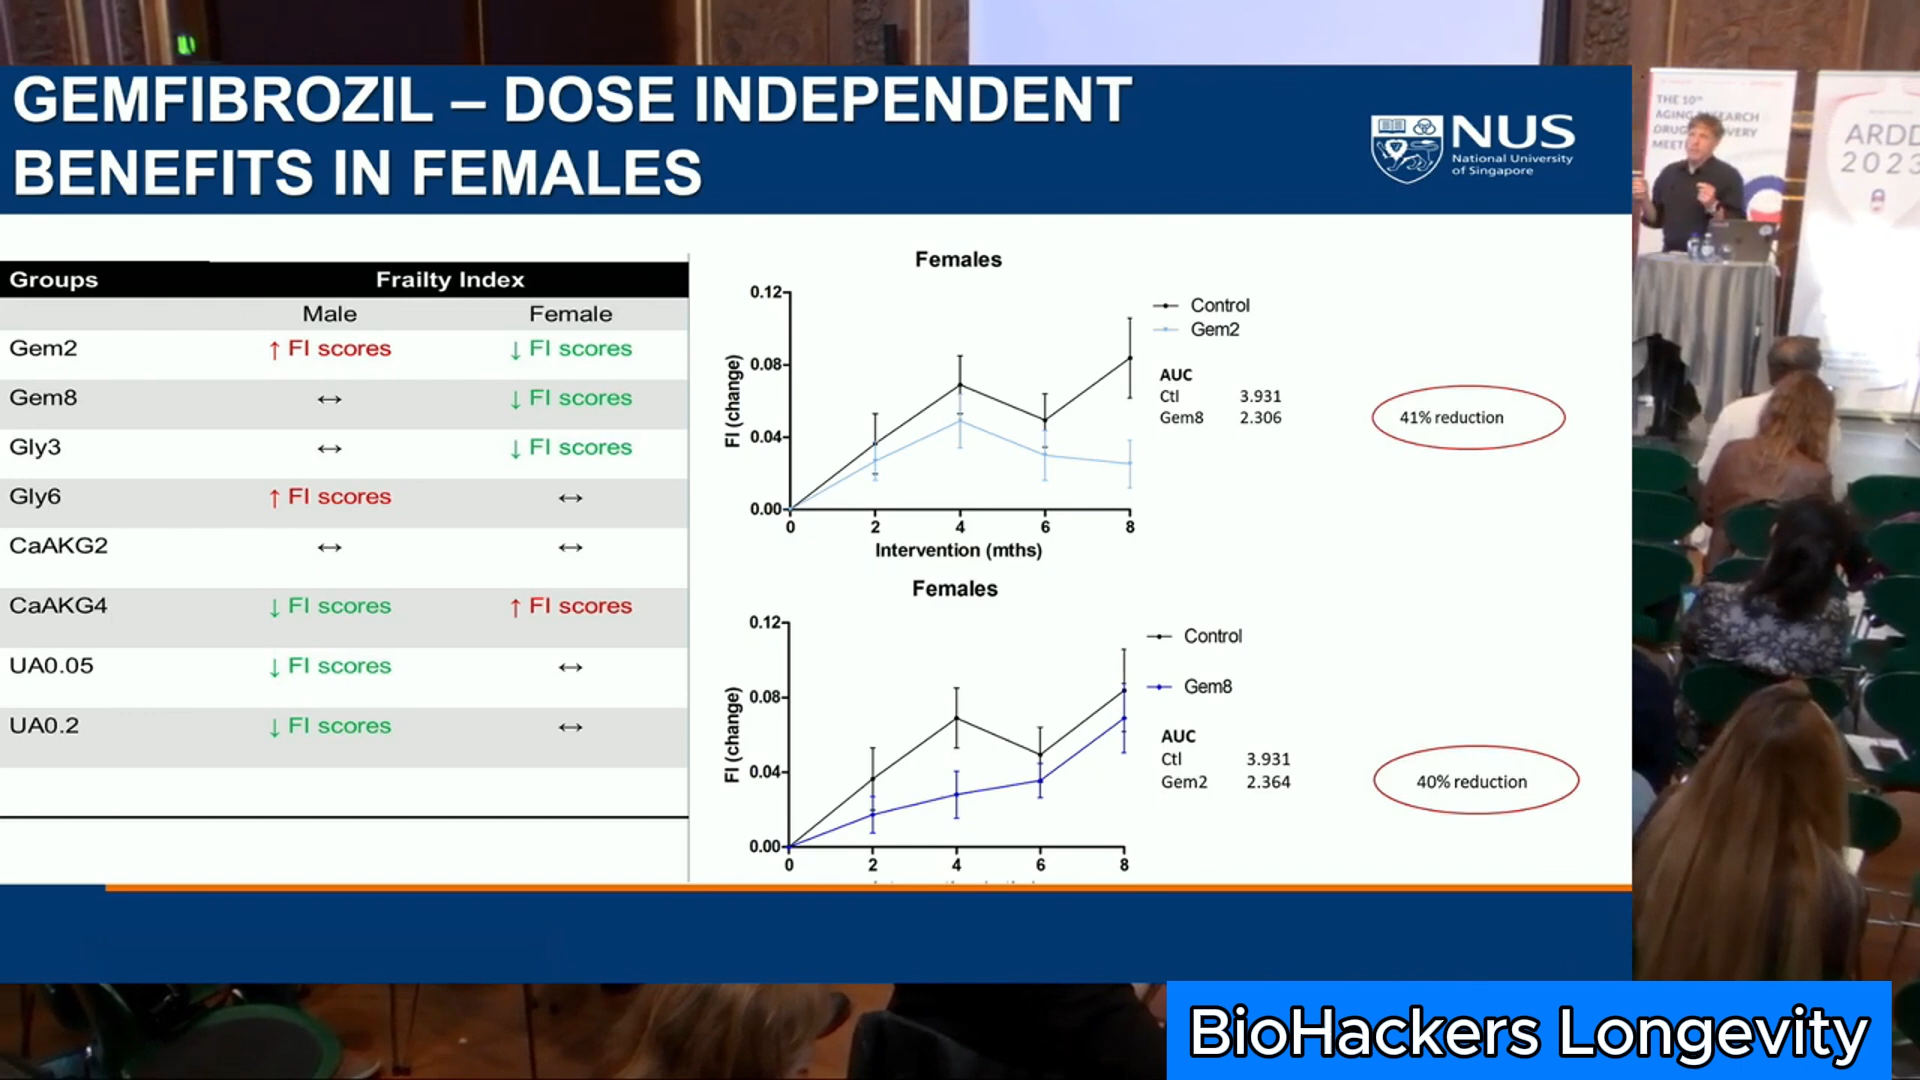 GEMFIBROZIL – DOSE INDEPENDENT
BENEFITS IN FEMALES
NUS
National University
of Singapore
THE 10TH
AGING RESEARCH
DRUG DISCOVERY
MEETING
ARDD
2023
Groups Frailty Index
Male Female
Gem2 ↑ FI scores ↓ FI scores
Gem8 ↔ ↓ FI scores
Gly3 ↔ ↓ FI scores
Gly6 ↑ FI scores ↔
CaAKG2 ↔ ↔
CaAKG4 ↓ FI scores ↑ FI scores
UA0.05 ↓ FI scores ↔
UA0.2 ↓ FI scores ↔
Females
0.12
0.08
0.04
0.00
FI (change)
0 2 4 6 8
Intervention (mths)
Control
Gem2
AUC
Ctl 3.931
Gem8 2.306
41% reduction
Females
0.12
0.08
0.04
0.00
FI (change)
0 2 4 6 8
Control
Gem8
AUC
Ctl 3.931
Gem2 2.364
40% reduction
BioHackers Longevity